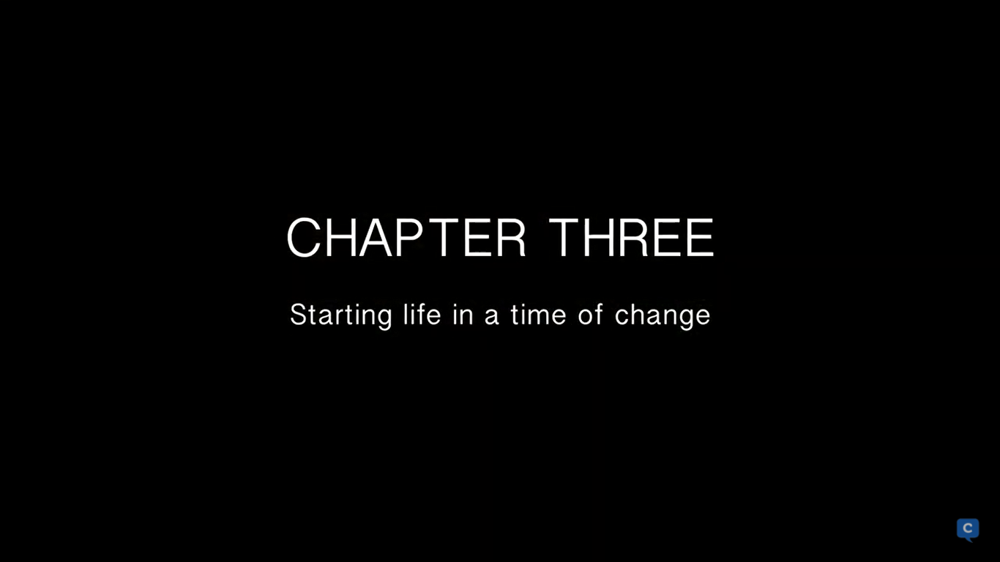 CHAPTER THREE
Starting life in a time of change
C